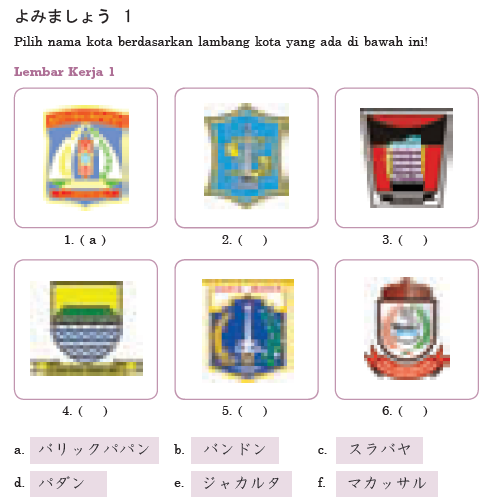 よみましょう 1
Pilih nama kota berdasarkan lambang kota yang ada di bawah ini!
Lembar Kerja 1
1. ( a ) 2. ( ) 3. ( )
4. ( ) 5. ( ) 6. ( )
a. バリックパパン b. バンドン c. スラバヤ
d. パダン e. ジャカルタ f. マカッサル